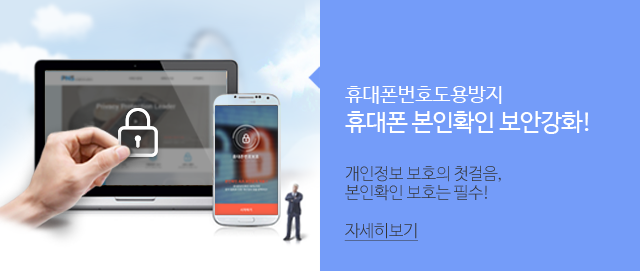 Privacy Protection Leader
휴대폰번호도용방지
휴대폰 본인확인 보안강화!
개인정보 보호의 첫걸음,
본인확인 보호는 필수!
자세히보기